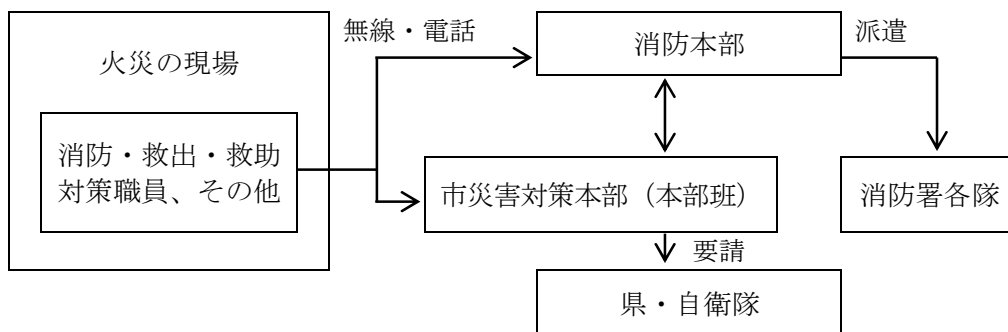 火災の現場
消防・救出・救助
対策職員、その他
無線・電話
消防本部
派遣
市災害対策本部（本部班）
消防署各隊
要請
県・自衛隊